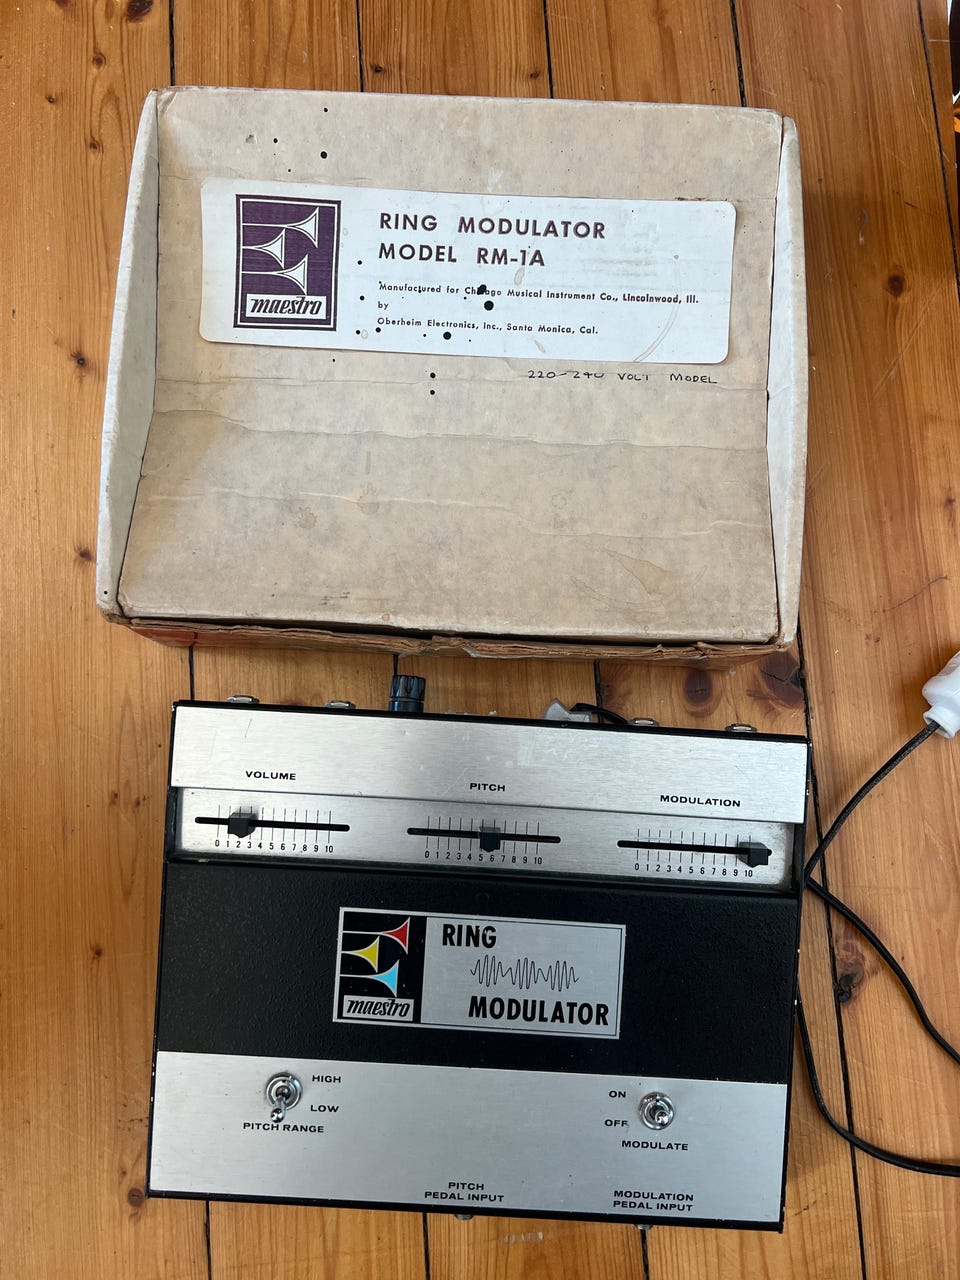 RING MODULATOR
MODEL RM-1A
Manufactured for Chicago Musical Instrument Co., Lincolnwood, Ill.
by
Oberheim Electronics, Inc., Santa Monica, Cal.
maestro
220-240 VOLT MODEL
VOLUME
PITCH
MODULATION
0 1 2 3 4 5 6 7 8 9 10
0 1 2 3 4 5 6 7 8 9 10
0 1 2 3 4 5 6 7 8 9 10
RING
MODULATOR
maestro
HIGH
LOW
PITCH RANGE
ON
OFF
MODULATE
PITCH
PEDAL INPUT
MODULATION
PEDAL INPUT